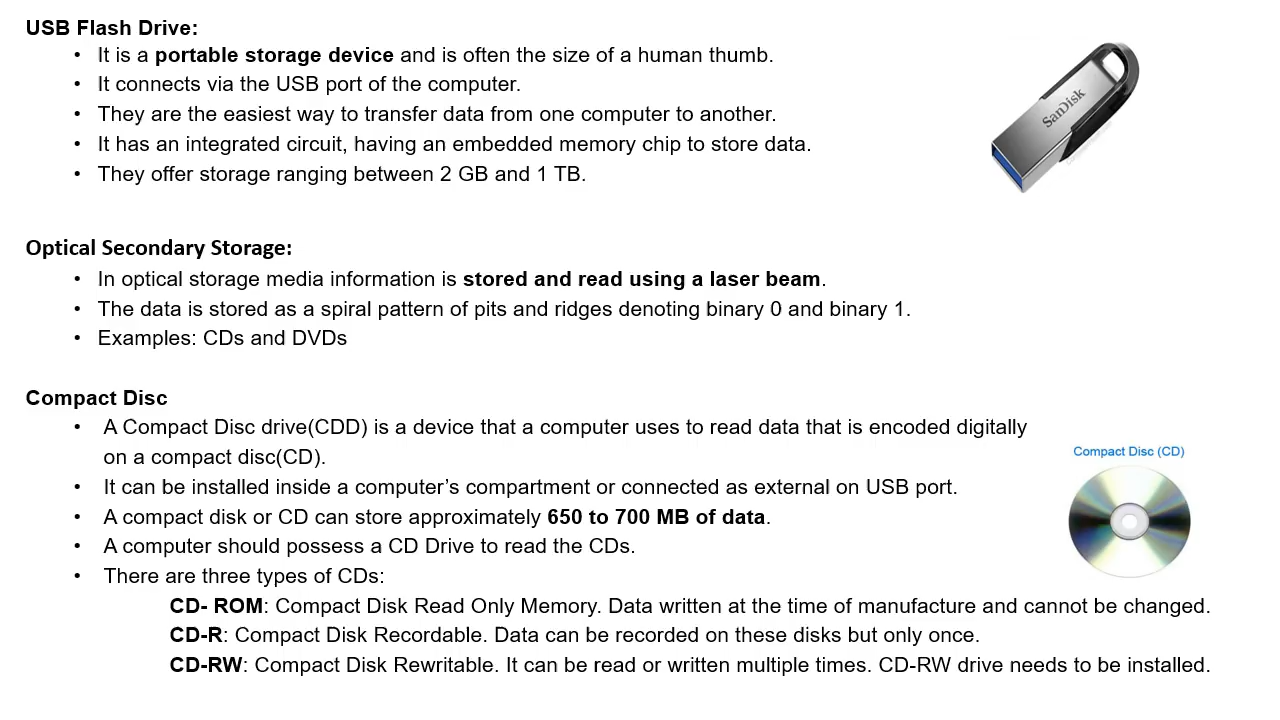 USB Flash Drive:
• It is a portable storage device and is often the size of a human thumb.
• It connects via the USB port of the computer.
• They are the easiest way to transfer data from one computer to another.
• It has an integrated circuit, having an embedded memory chip to store data.
• They offer storage ranging between 2 GB and 1 TB.
SanDisk
Optical Secondary Storage:
• In optical storage media information is stored and read using a laser beam.
• The data is stored as a spiral pattern of pits and ridges denoting binary 0 and binary 1.
• Examples: CDs and DVDs
Compact Disc
• A Compact Disc drive(CDD) is a device that a computer uses to read data that is encoded digitally
on a compact disc(CD).
• It can be installed inside a computer’s compartment or connected as external on USB port.
• A compact disk or CD can store approximately 650 to 700 MB of data.
• A computer should possess a CD Drive to read the CDs.
• There are three types of CDs:
CD- ROM: Compact Disk Read Only Memory. Data written at the time of manufacture and cannot be changed.
CD-R: Compact Disk Recordable. Data can be recorded on these disks but only once.
CD-RW: Compact Disk Rewritable. It can be read or written multiple times. CD-RW drive needs to be installed.
Compact Disc (CD)